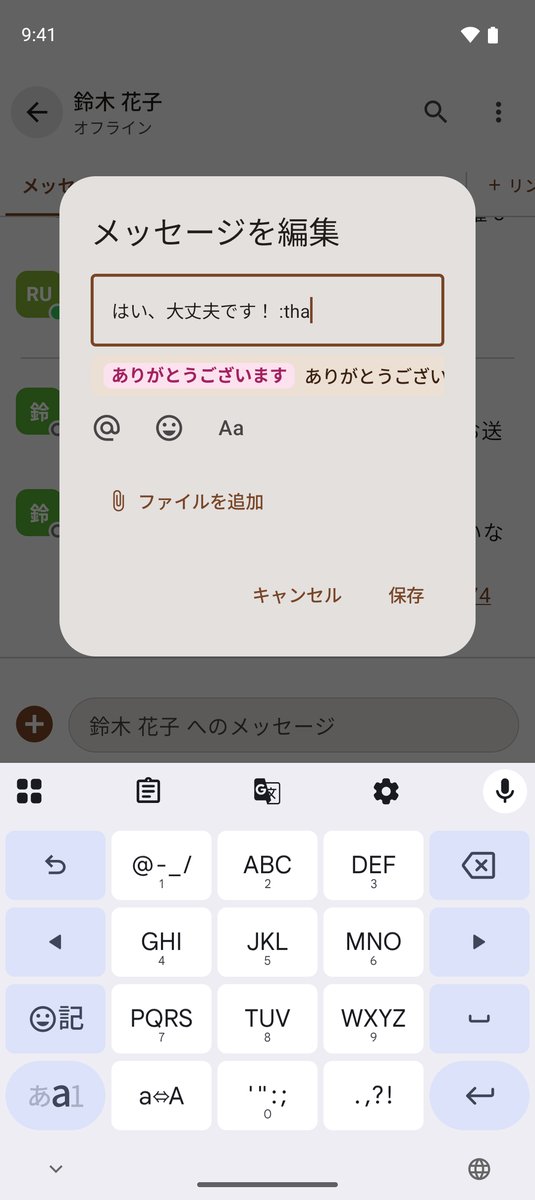 9:41
鈴木 花子
オフライン
メッセ
+ リン
RU
メッセージを編集
はい、大丈夫です！ :tha
ありがとうございます ありがとうござい
鈴
お送
@ Aa
鈴
いな
ファイルを追加
キャンセル 保存
74
鈴木 花子 へのメッセージ
@-_/ ABC DEF
1 2 3
GHI JKL MNO
4 5 6
記 PQRS TUV WXYZ
7 8 9
あa1 a⇔A '":; .,?!
0